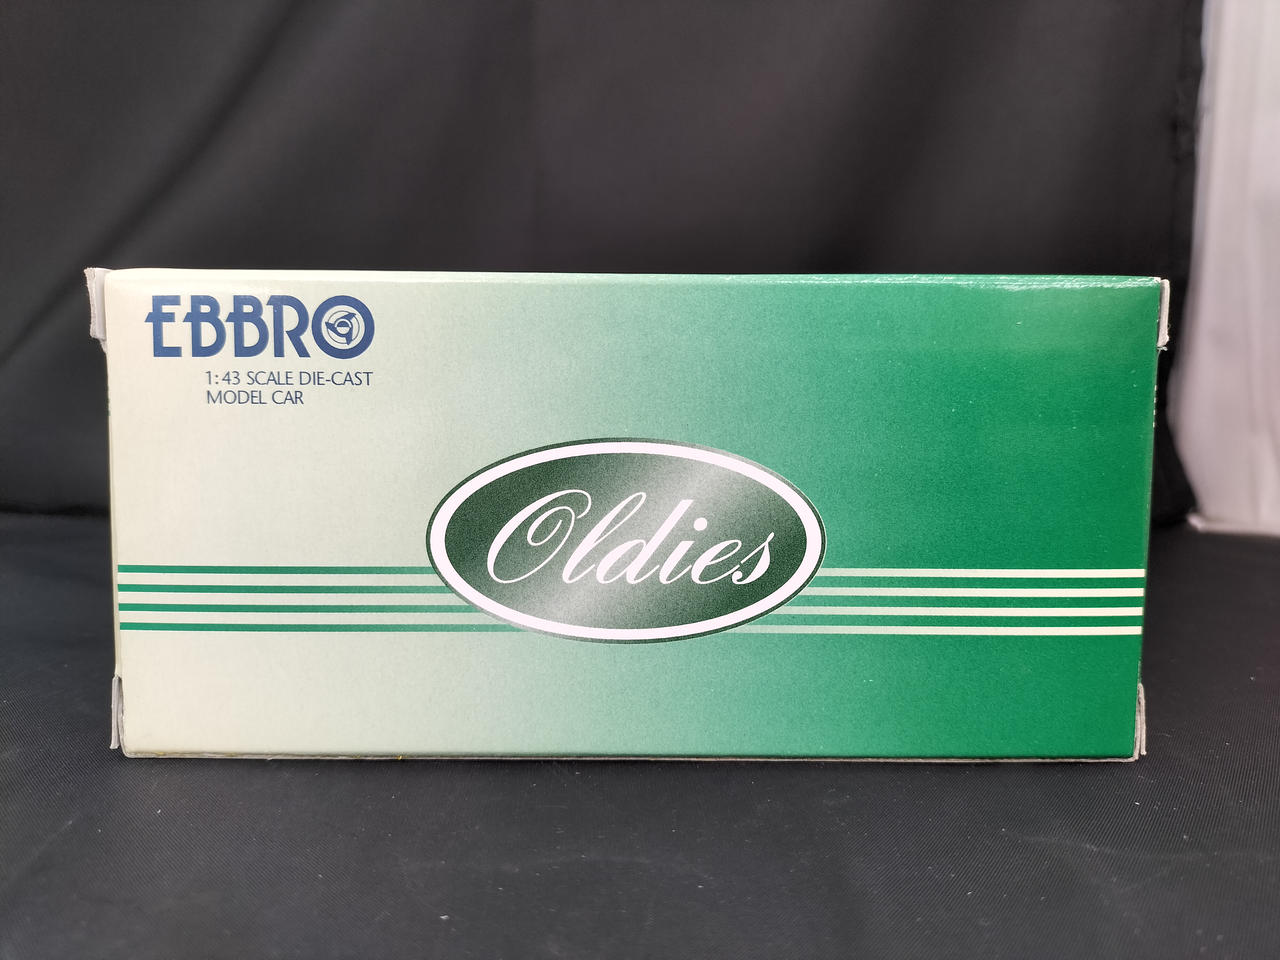 EBBRO
1:43 SCALE DIE-CAST
MODEL CAR
Oldies